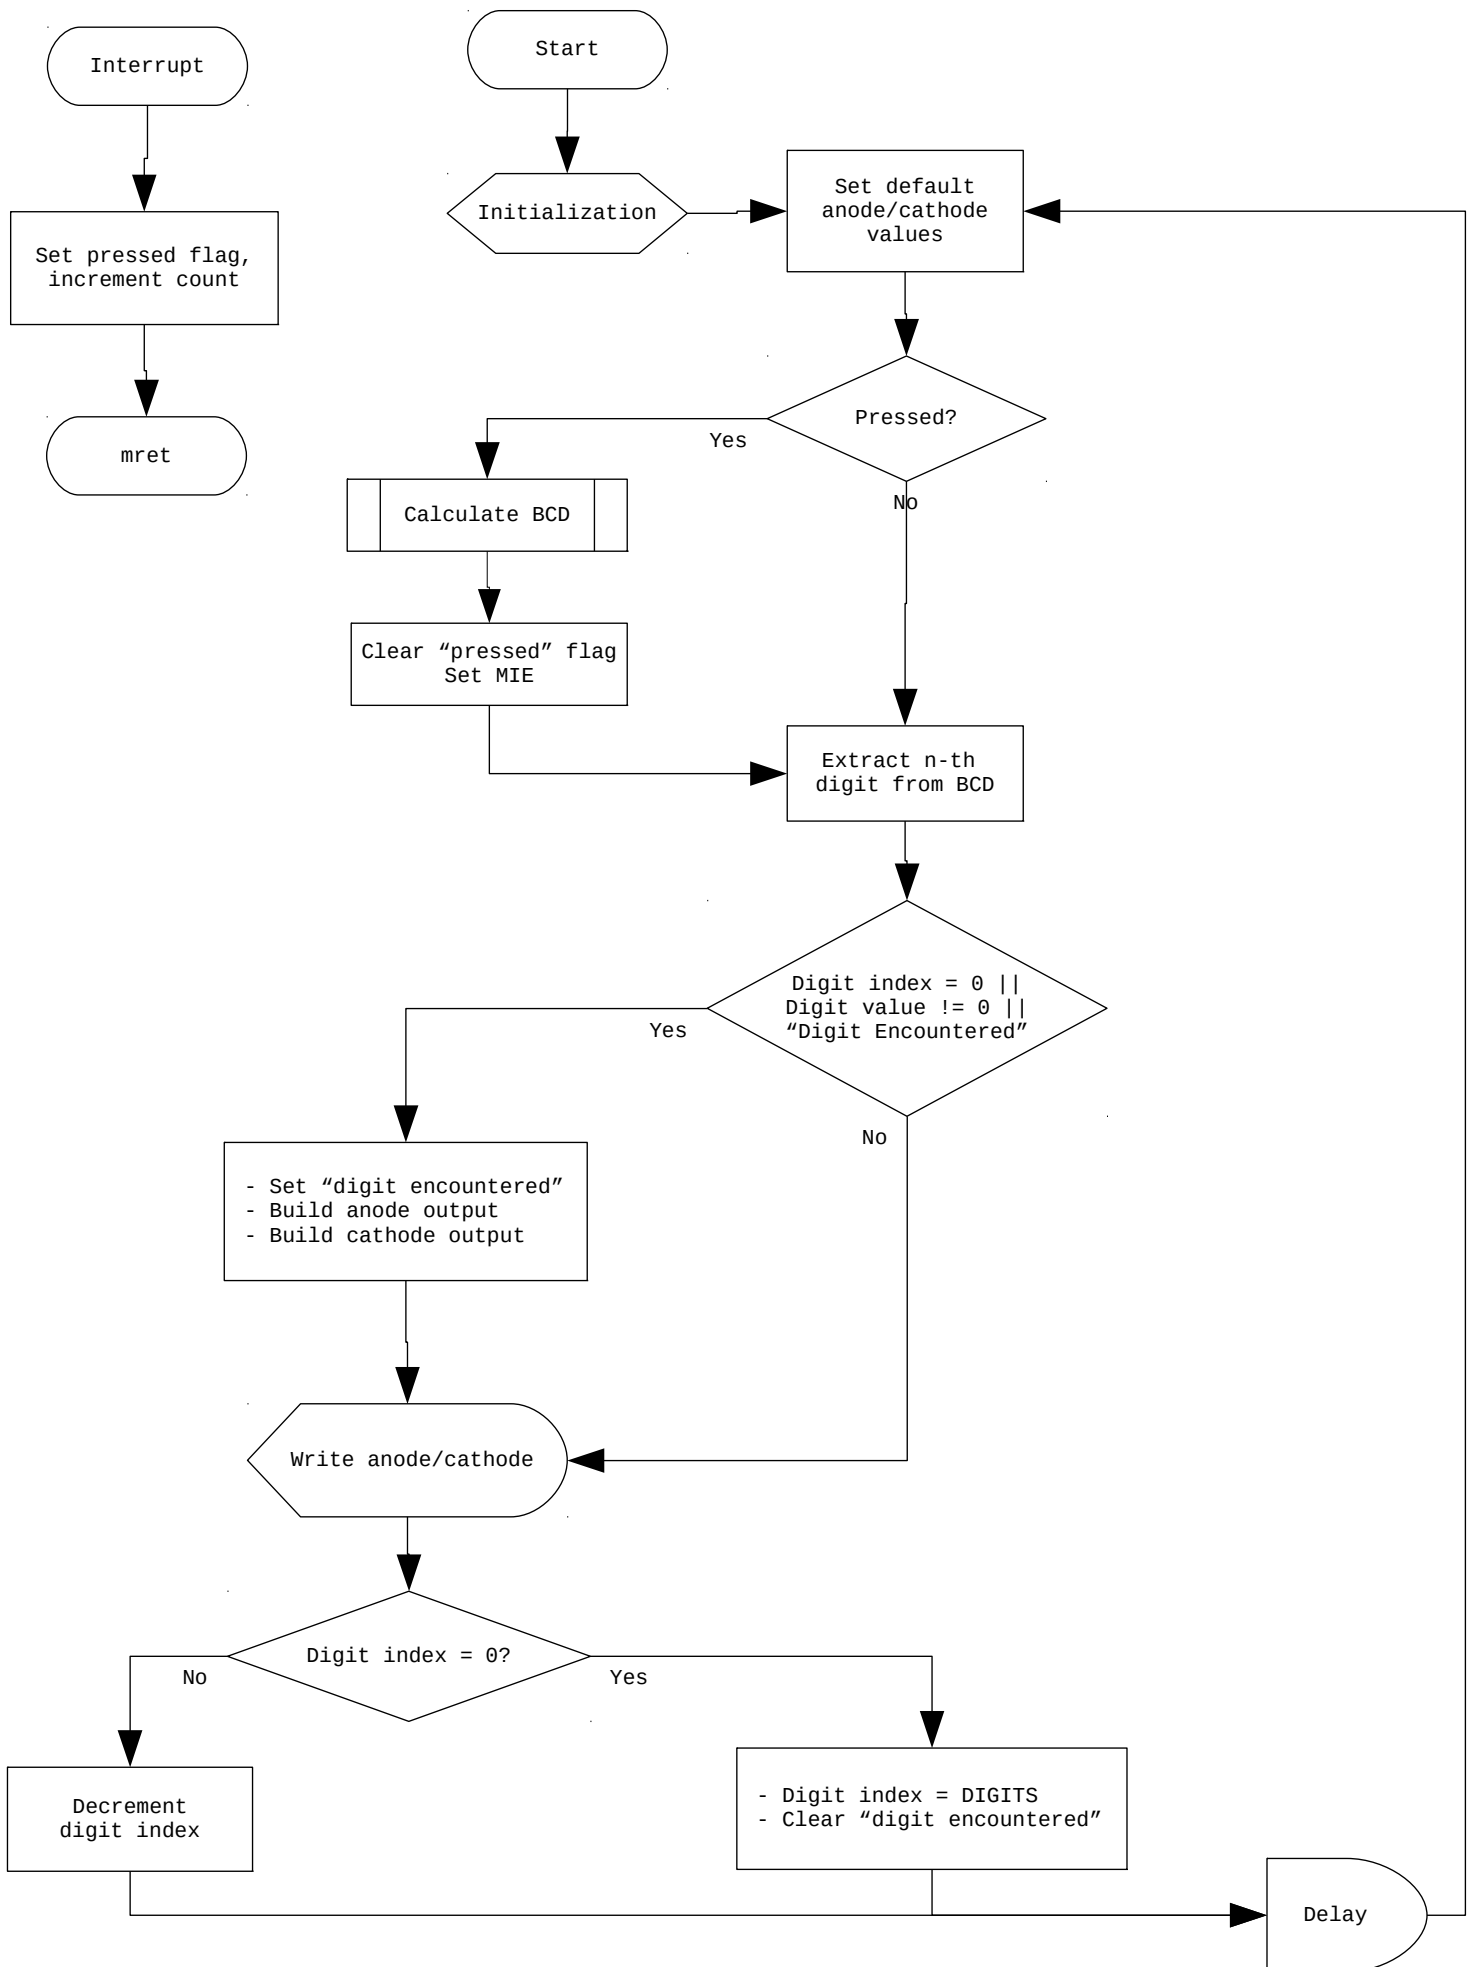 Interrupt
Set pressed flag,
increment count
mret
Start
Initialization
Set default
anode/cathode
values
Pressed?
Yes
No
Calculate BCD
Clear “pressed” flag
Set MIE
Extract n-th
digit from BCD
Digit index = 0 ||
Digit value != 0 ||
“Digit Encountered”
Yes
No
- Set “digit encountered”
- Build anode output
- Build cathode output
Write anode/cathode
Digit index = 0?
No
Yes
Decrement
digit index
- Digit index = DIGITS
- Clear “digit encountered”
Delay